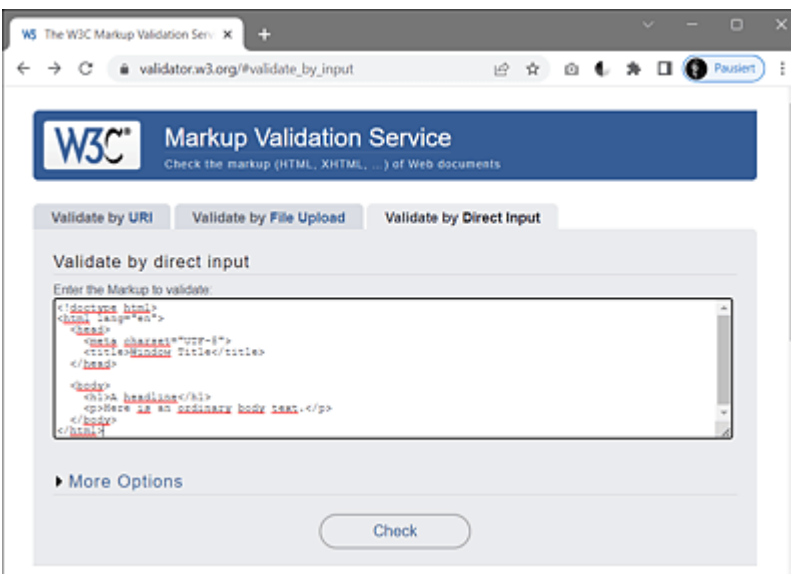 W3 The W3C Markup Validation Serv
validator.w3.org/#validate_by_input
Pausiert
W3C®
Markup Validation Service
Check the markup (HTML, XHTML, ...) of Web documents
Validate by URI Validate by File Upload Validate by Direct Input
Validate by direct input
Enter the Markup to validate:
<!doctype html>
<html lang="en">
<head>
<meta charset="UTF-8">
<title>Window Title</title>
</head>
<body>
<h1>A headline</h1>
<p>Here is an ordinary body text.</p>
</body>
</html>
More Options
Check